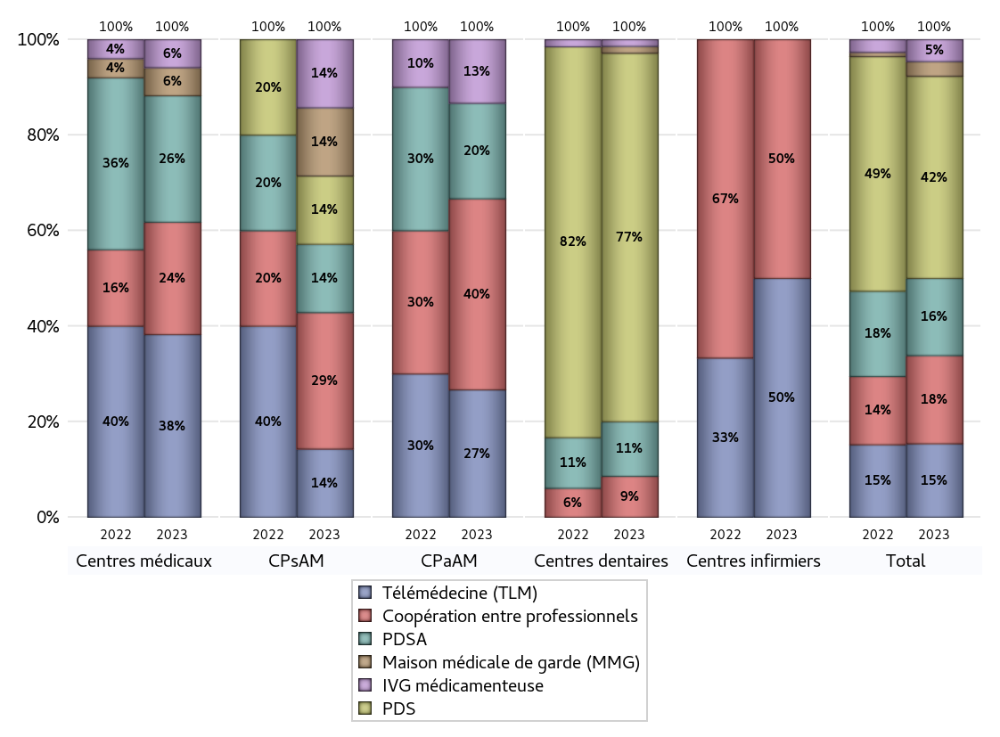 100% 100% 100% 100% 100% 100% 100% 100% 100% 100% 100% 100%
100%
80%
60%
40%
20%
0%
4% 4% 36% 16% 40%
6% 6% 26% 24% 38%
20% 20% 20% 40%
14% 14% 14% 14% 29% 14%
10% 30% 30% 30%
13% 20% 40% 27%
82% 11% 6%
77% 11% 9%
67% 33%
50% 50%
49% 18% 14% 15%
5% 42% 16% 18% 15%
2022 2023 2022 2023 2022 2023 2022 2023 2022 2023 2022 2023
Centres médicaux CPsAM CPaAM Centres dentaires Centres infirmiers Total
Télémédecine (TLM)
Coopération entre professionnels
PDSA
Maison médicale de garde (MMG)
IVG médicamenteuse
PDS